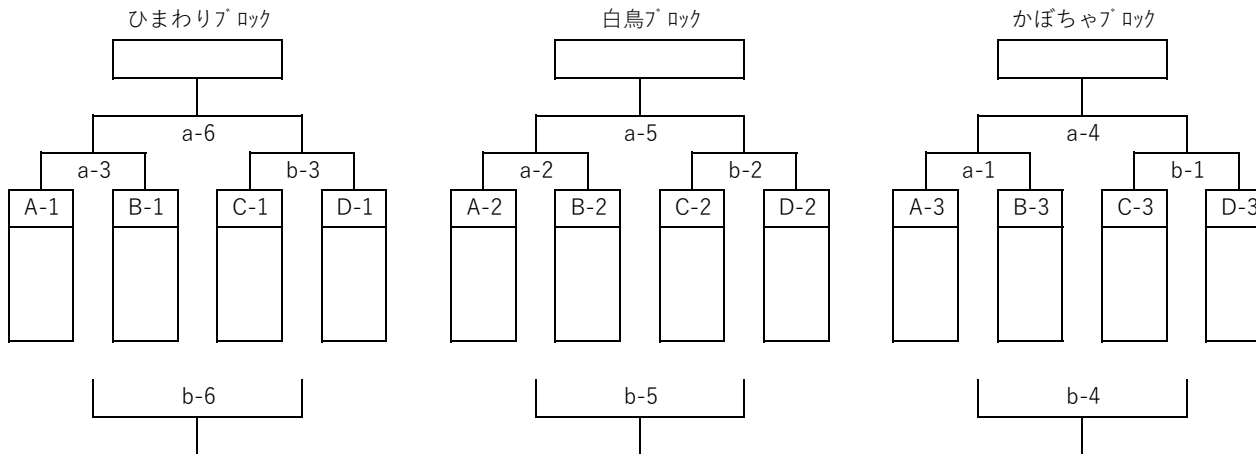 ひまわりﾌﾞﾛｯｸ 白鳥ﾌﾞﾛｯｸ かぼちゃﾌﾞﾛｯｸ
a-6 a-5 a-4
a-3 b-3 a-2 b-2 a-1 b-1
A-1 B-1 C-1 D-1 A-2 B-2 C-2 D-2 A-3 B-3 C-3 D-3
b-6 b-5 b-4